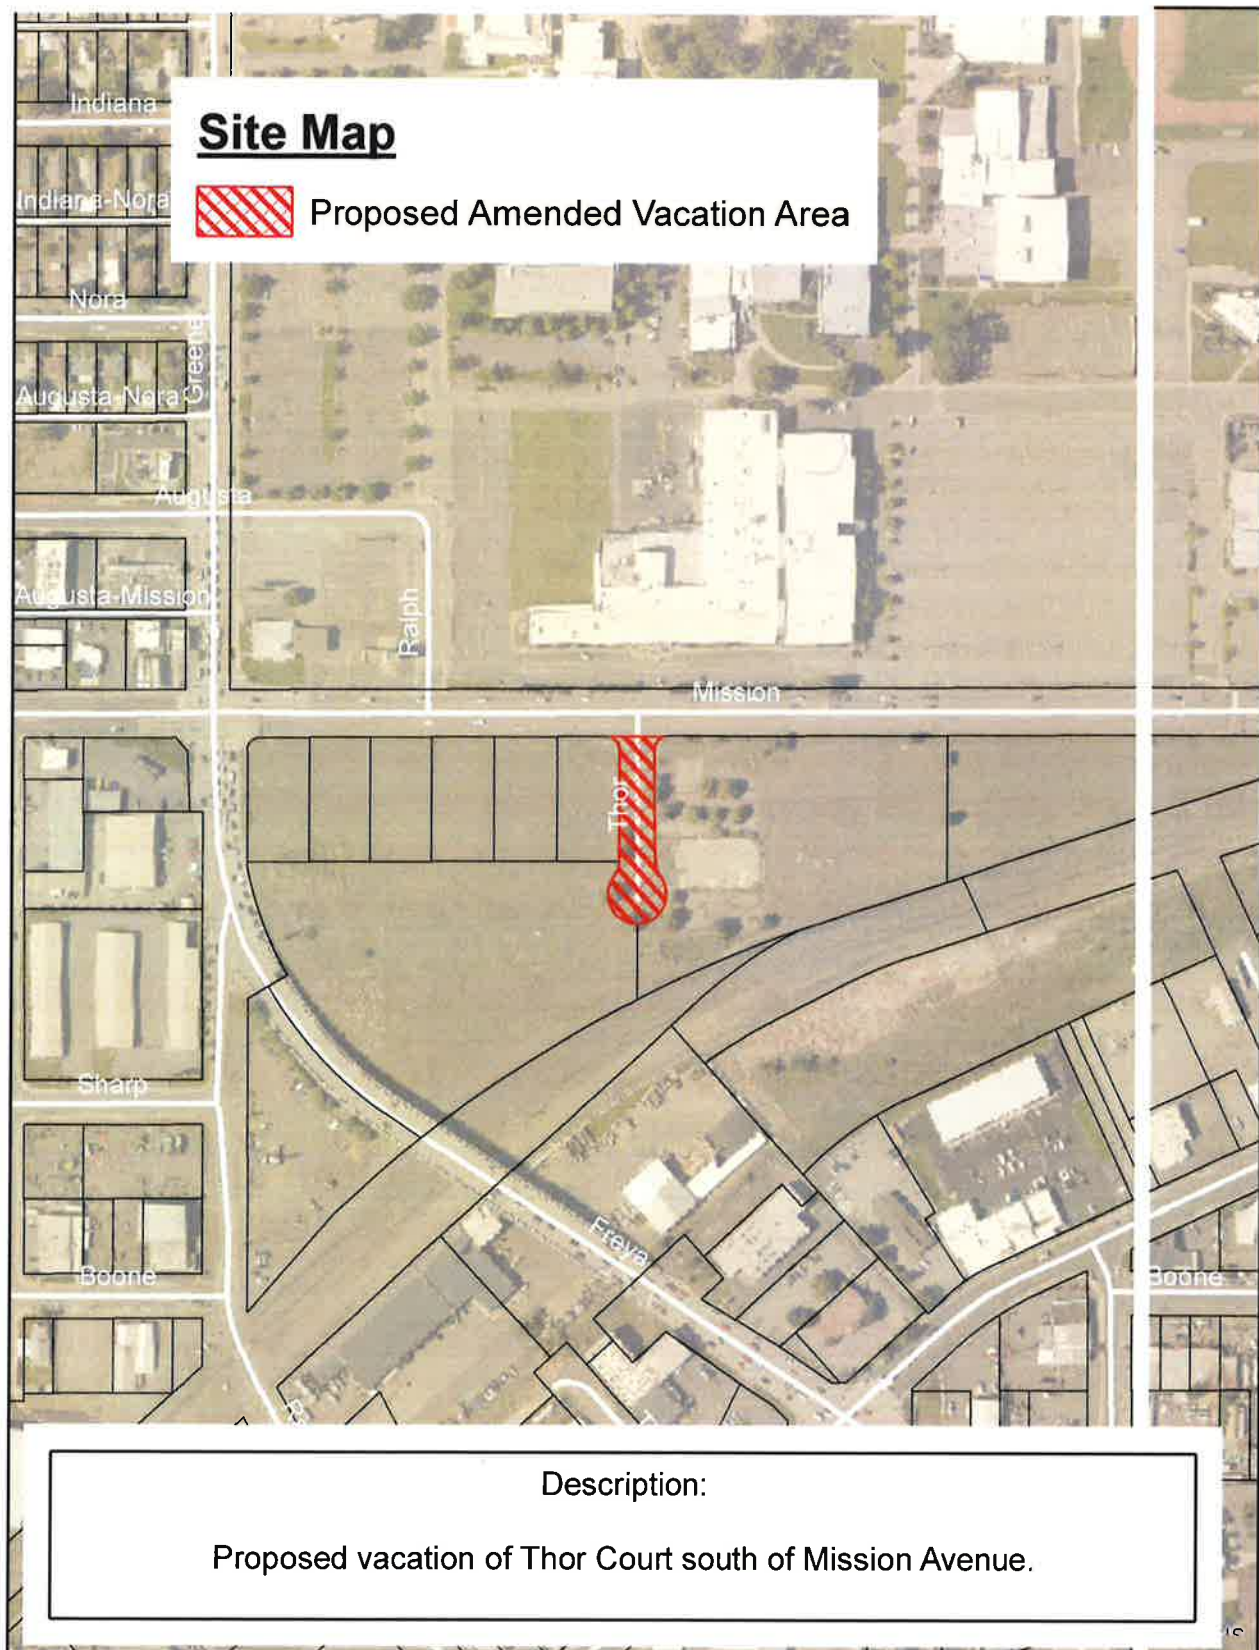 Site Map
Proposed Amended Vacation Area
Indiana
Indiana-Nora
Nora
Greene
Augusta-Nora
Augusta
Augusta-Mission
Ralph
Mission
Thor
Sharp
Freya
Boone
Boone
Description:
Proposed vacation of Thor Court south of Mission Avenue.